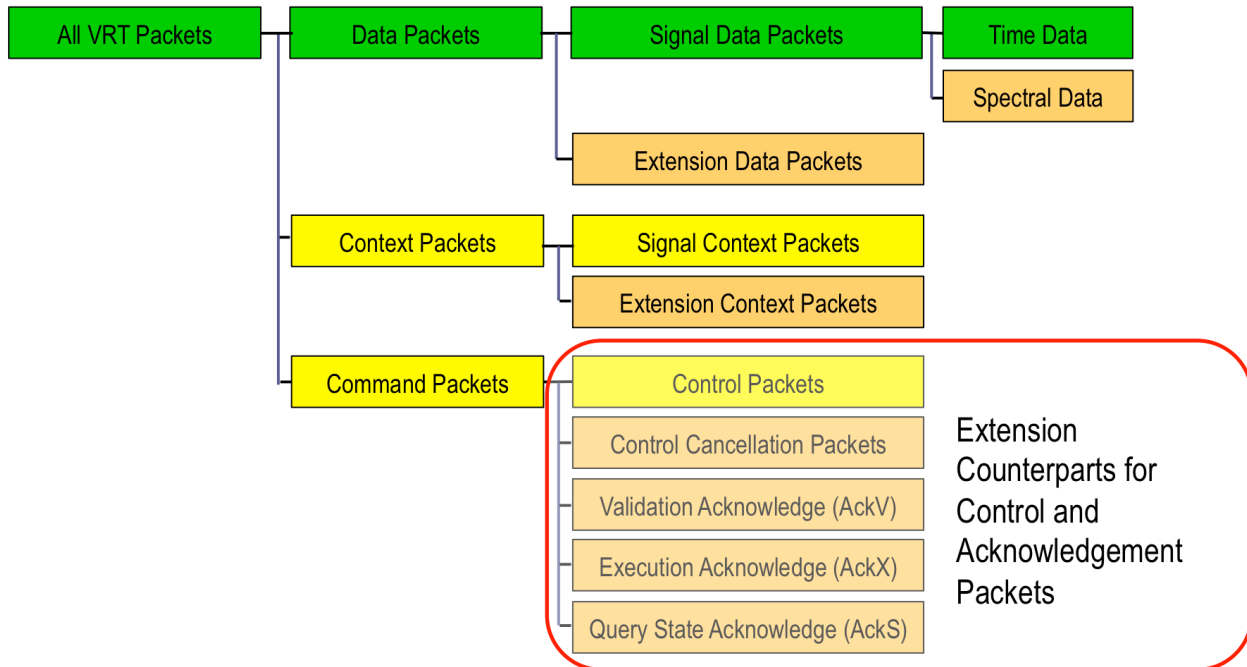 All VRT Packets
Data Packets
Signal Data Packets
Time Data
Spectral Data
Extension Data Packets
Context Packets
Signal Context Packets
Extension Context Packets
Command Packets
Control Packets
Control Cancellation Packets
Validation Acknowledge (AckV)
Execution Acknowledge (AckX)
Query State Acknowledge (AckS)
Extension
Counterparts for
Control and
Acknowledgement
Packets